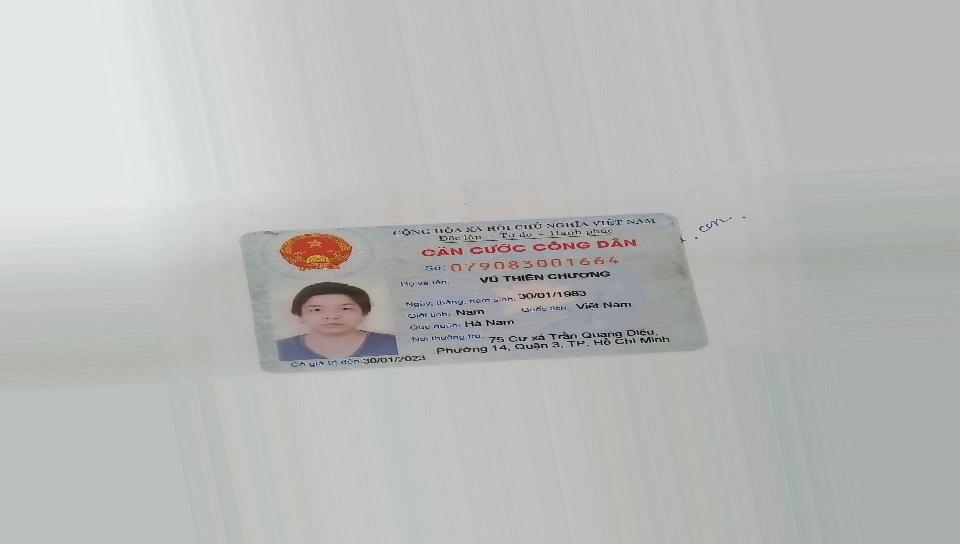 CỘNG HÒA XÃ HỘI CHỦ NGHĨA VIỆT NAM
Độc lập - Tự do - Hạnh phúc
CĂN CƯỚC CÔNG DÂN
Số: 079083001664
Họ và tên: VŨ THIÊN CHƯƠNG
Ngày, tháng, năm sinh: 30/01/1983
Giới tính: Nam Quốc tịch: Việt Nam
Quê quán: Hà Nam
Nơi thường trú: 75 Cư xá Trần Quang Diệu,
Phường 14, Quận 3, TP. Hồ Chí Minh
Có giá trị đến: 30/01/2023